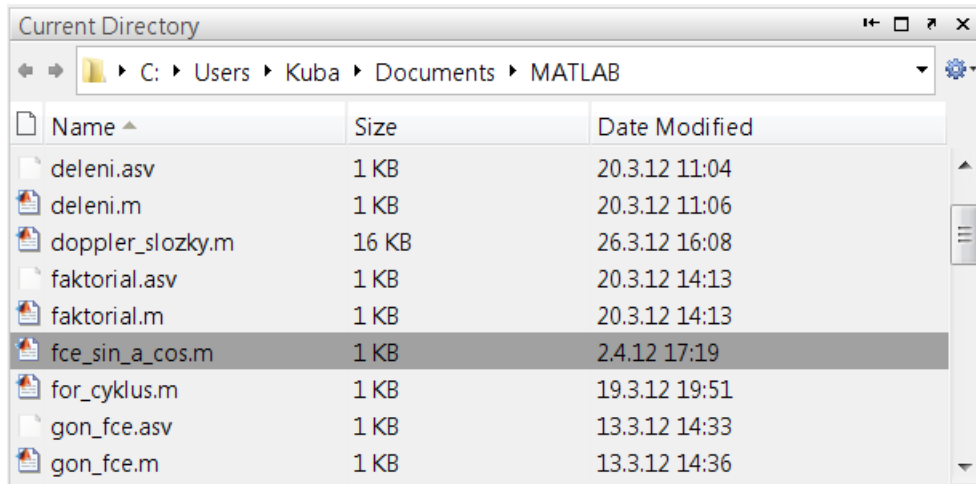 Current Directory
C: Users Kuba Documents MATLAB
Name Size Date Modified
deleni.asv 1 KB 20.3.12 11:04
deleni.m 1 KB 20.3.12 11:06
doppler_slozky.m 16 KB 26.3.12 16:08
faktorial.asv 1 KB 20.3.12 14:13
faktorial.m 1 KB 20.3.12 14:13
fce_sin_a_cos.m 1 KB 2.4.12 17:19
for_cyklus.m 1 KB 19.3.12 19:51
gon_fce.asv 1 KB 13.3.12 14:33
gon_fce.m 1 KB 13.3.12 14:36